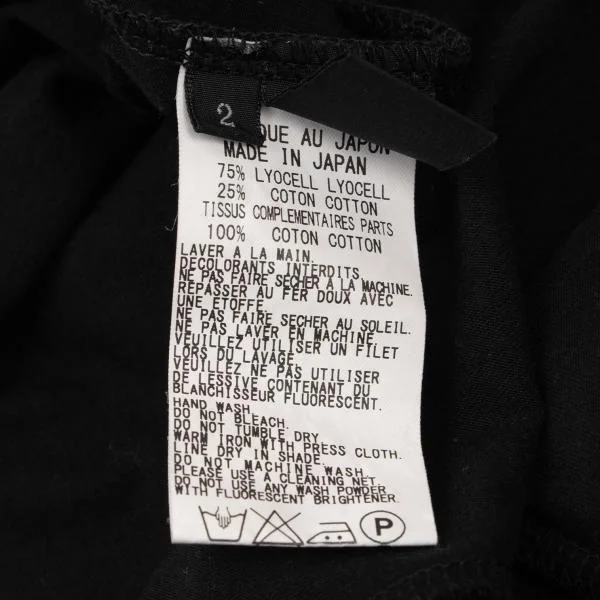 2
QUE AU JAPON
MADE IN JAPAN
75% LYOCELL LYOCELL
25% COTON COTTON
TISSUS COMPLEMENTAIRES PARTS
100% COTON COTTON
LAVER A LA MAIN.
DECOLORANTS INTERDITS.
NE PAS FAIRE SECHER A LA MACHINE.
REPASSER AU FER DOUX AVEC
UNE ETOFFE.
NE PAS FAIRE SECHER AU SOLEIL.
NE PAS LAVER EN MACHINE.
VEUILLEZ UTILISER UN FILET
LORS DU LAVAGE.
VEUILLEZ NE PAS UTILISER
DE LESSIVE CONTENANT DU
BLANCHISSEUR FLUORESCENT.
HAND WASH.
DO NOT BLEACH.
DO NOT TUMBLE DRY.
WARM IRON WITH PRESS CLOTH.
LINE DRY IN SHADE.
DO NOT MACHINE WASH.
PLEASE USE A CLEANING NET.
DO NOT USE ANY WASH POWDER
WITH FLUORESCENT BRIGHTENER.
P